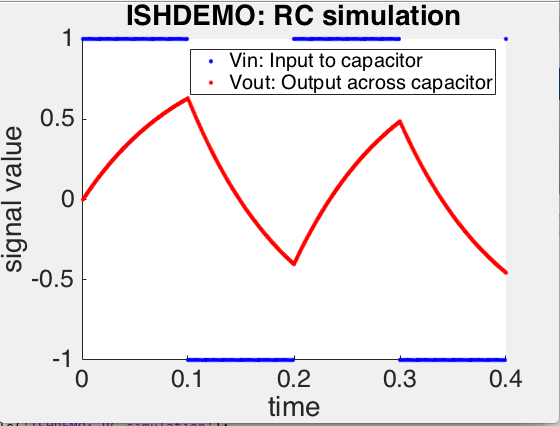 ISHDEMO: RC simulation
1
Vin: Input to capacitor
Vout: Output across capacitor
0.5
signal value
0
-0.5
-1
0 0.1 0.2 0.3 0.4
time